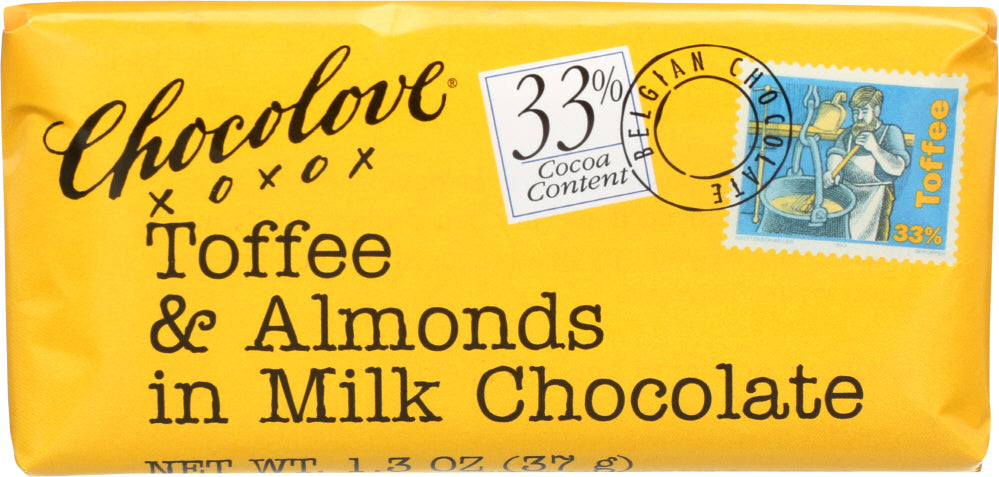 Chocolove®
XOXOX
33%
Cocoa
Content
BELGIAN CHOCOLATE
Toffee
33%
Toffee
& Almonds
in Milk Chocolate
NET WT. 1.3 OZ (37 g)